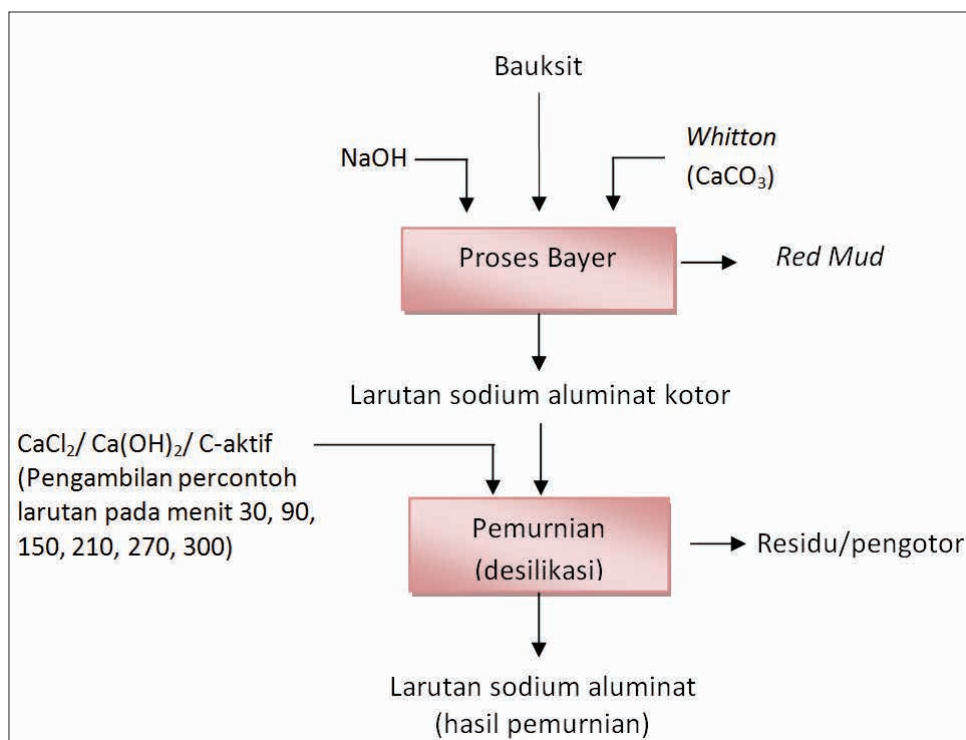 Bauksit
NaOH
Whitton
(CaCO₃)
Proses Bayer
Red Mud
Larutan sodium aluminat kotor
CaCl₂/ Ca(OH)₂/ C-aktif
(Pengambilan percontoh
larutan pada menit 30, 90,
150, 210, 270, 300)
Pemurnian
(desilikasi)
Residu/pengotor
Larutan sodium aluminat
(hasil pemurnian)